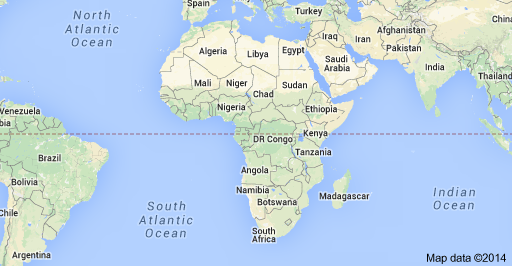 Spain
Turkey
North
Atlantic
Ocean
Iraq
Iran
Afghanistan
Pakistan
Algeria
Libya
Egypt
Saudi
Arabia
India
Thailand
Mali
Niger
Chad
Sudan
Nigeria
Ethiopia
Venezuela
DR Congo
Kenya
Brazil
Tanzania
Bolivia
Angola
Namibia
Botswana
Madagascar
Indian
Ocean
South
Atlantic
Ocean
Chile
South
Africa
Argentina
Map data ©2014